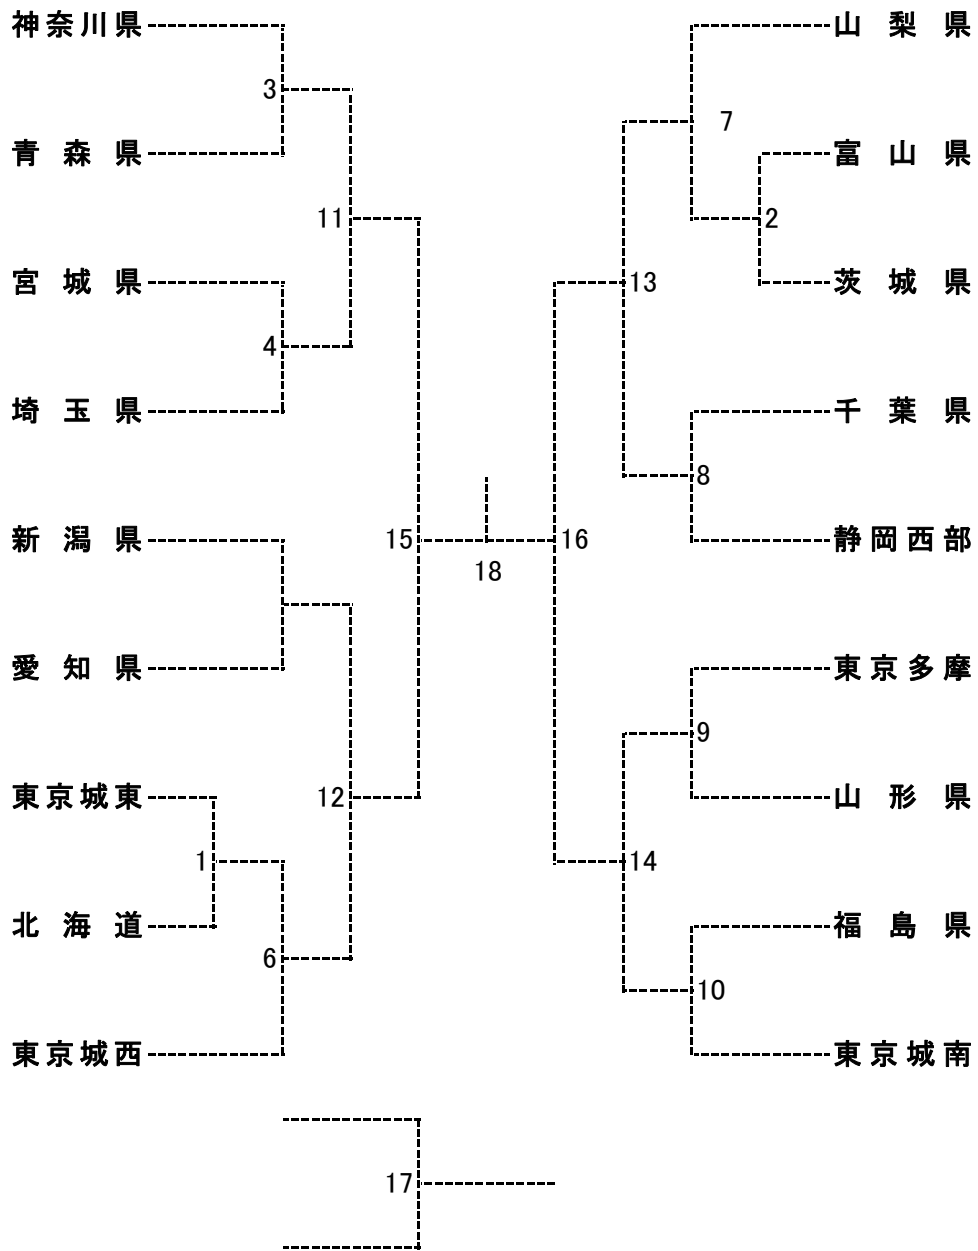 神奈川県 山梨県
3
7
青森県 富山県
11 2
宮城県 13 茨城県
4
埼玉県 千葉県
8
新潟県 15 16 静岡西部
18
愛知県 東京多摩
9
東京城東 12 山形県
1 14
北海道 福島県
6
10
東京城西 東京城南
17